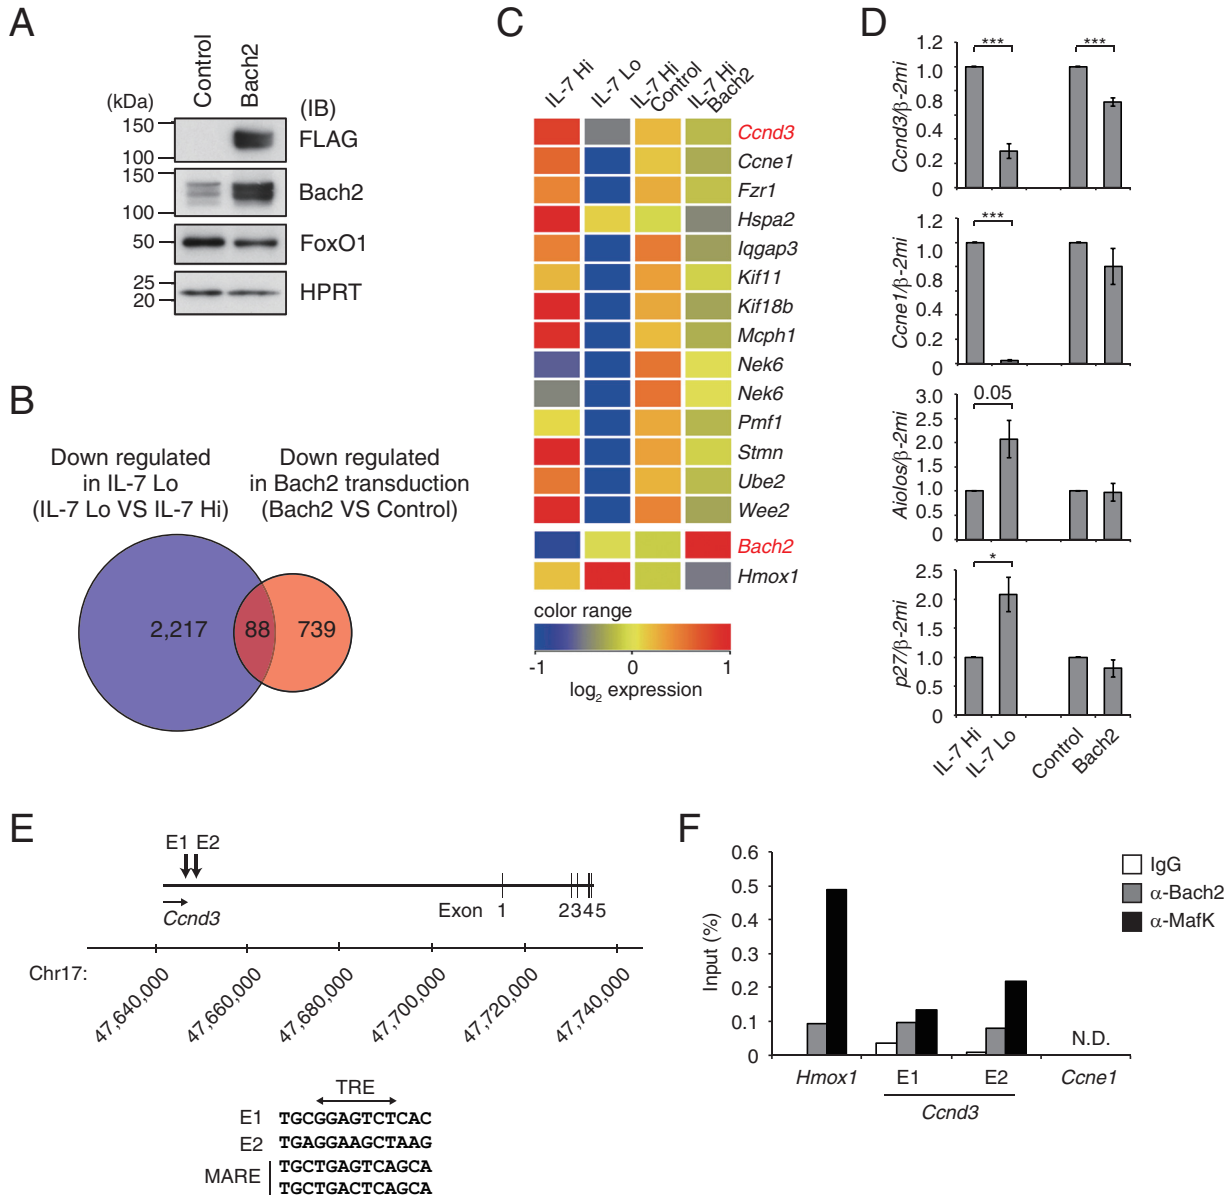 A
Control
Bach2
(kDa)
(IB)
150
100
FLAG
150
100
Bach2
50
FoxO1
25
20
HPRT
B
Down regulated
in IL-7 Lo
(IL-7 Lo VS IL-7 Hi)
Down regulated
in Bach2 transduction
(Bach2 VS Control)
2,217
88
739
C
IL-7 Hi
IL-7 Lo
IL-7 Hi
Control
IL-7 Hi
Bach2
Ccnd3
Ccne1
Fzr1
Hspa2
Iqgap3
Kif11
Kif18b
Mcph1
Nek6
Nek6
Pmf1
Stmn
Ube2
Wee2
Bach2
Hmox1
color range
-1
0
1
log2 expression
D
Ccnd3/β-2mi
1.2
1.0
0.8
0.6
0.4
0.2
0
***
***
Ccne1/β-2mi
1.2
1.0
0.8
0.6
0.4
0.2
0
***
Aiolos/β-2mi
3.0
2.5
2.0
1.5
1.0
0.5
0
0.05
p27/β-2mi
2.5
2.0
1.5
1.0
0.5
0
*
IL-7 Hi
IL-7 Lo
Control
Bach2
E
E1 E2
Ccnd3
Exon 1 2345
Chr17:
47,640,000
47,660,000
47,680,000
47,700,000
47,720,000
47,740,000
TRE
E1 TGCGGAGTCTCAC
E2 TGAGGAAGCTAAG
MARE
TGCTGAGTCAGCA
TGCTGACTCAGCA
F
Input (%)
0.6
0.5
0.4
0.3
0.2
0.1
0
IgG
α-Bach2
α-MafK
N.D.
Hmox1
E1
E2
Ccne1
Ccnd3